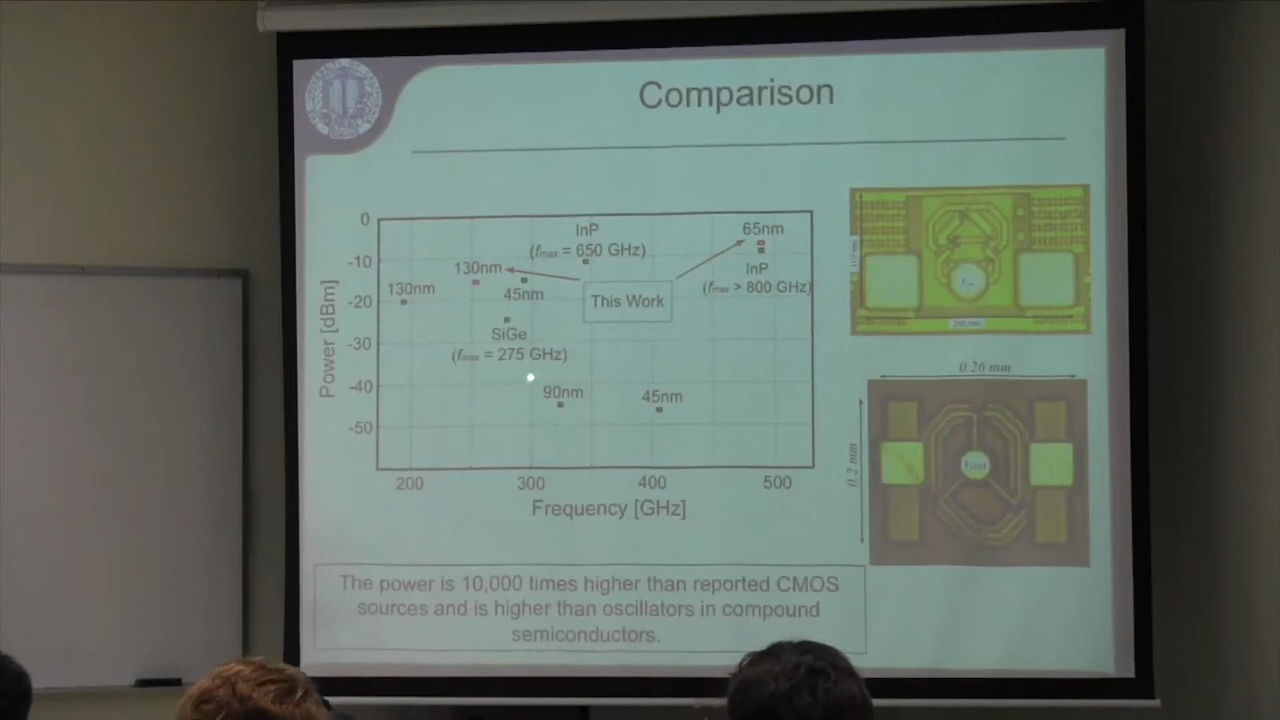 Comparison
0
-10
-20
-30
-40
-50
Power [dBm]
200
300
400
500
Frequency [GHz]
130nm
130nm
45nm
SiGe
(fmax = 275 GHz)
InP
(fmax = 650 GHz)
This Work
65nm
InP
(fmax > 800 GHz)
90nm
45nm
0.26 mm
0.2 mm
Fout
The power is 10,000 times higher than reported CMOS
sources and is higher than oscillators in compound
semiconductors.